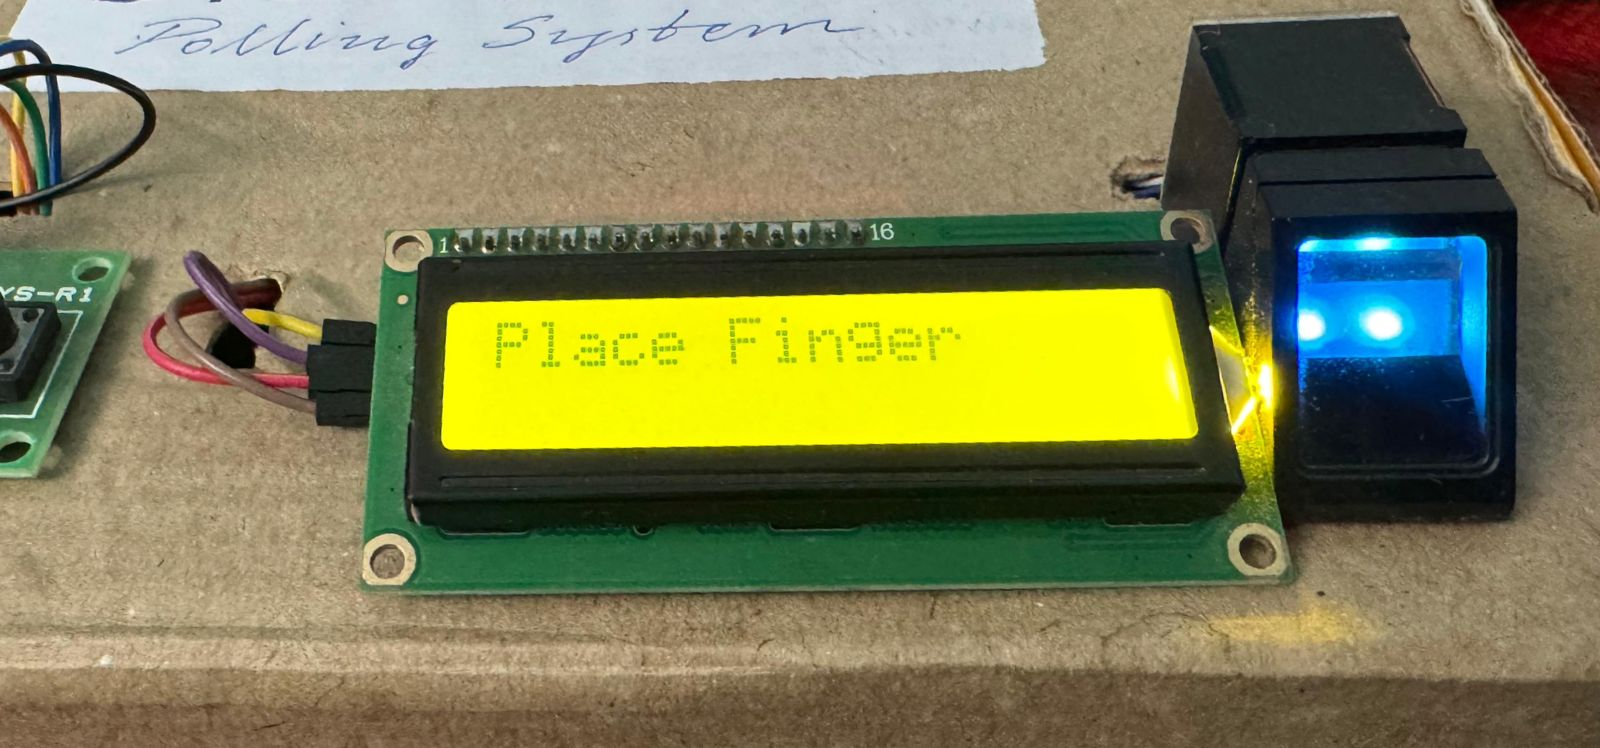 Polling System
1
16
YS-R1
Place Finger